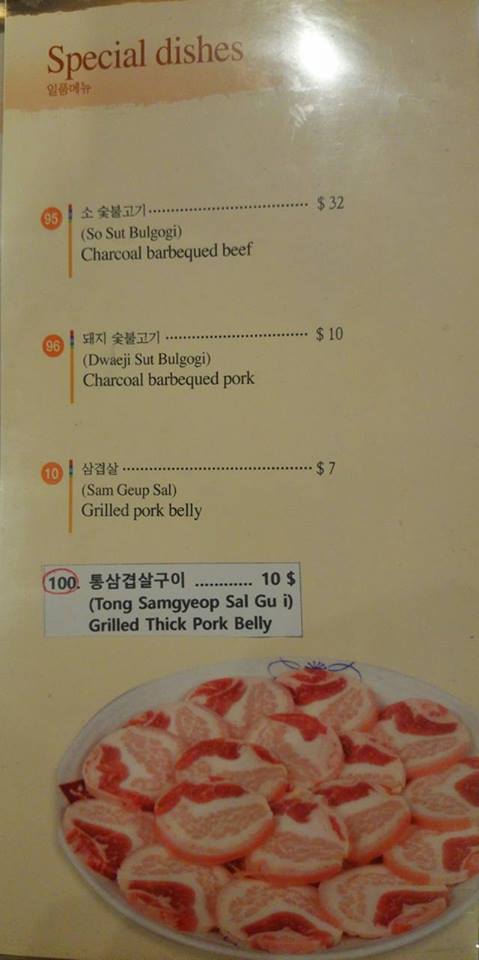 Special dishes
일품메뉴
95 소 숯불고기 ........................................ $ 32
(So Sut Bulgogi)
Charcoal barbequed beef
96 돼지 숯불고기 .................................... $ 10
(Dwaeji Sut Bulgogi)
Charcoal barbequed pork
10 삼겹살 ................................................ $ 7
(Sam Geup Sal)
Grilled pork belly
100. 통삼겹살구이 ............ 10 $
(Tong Samgyeop Sal Gu i)
Grilled Thick Pork Belly